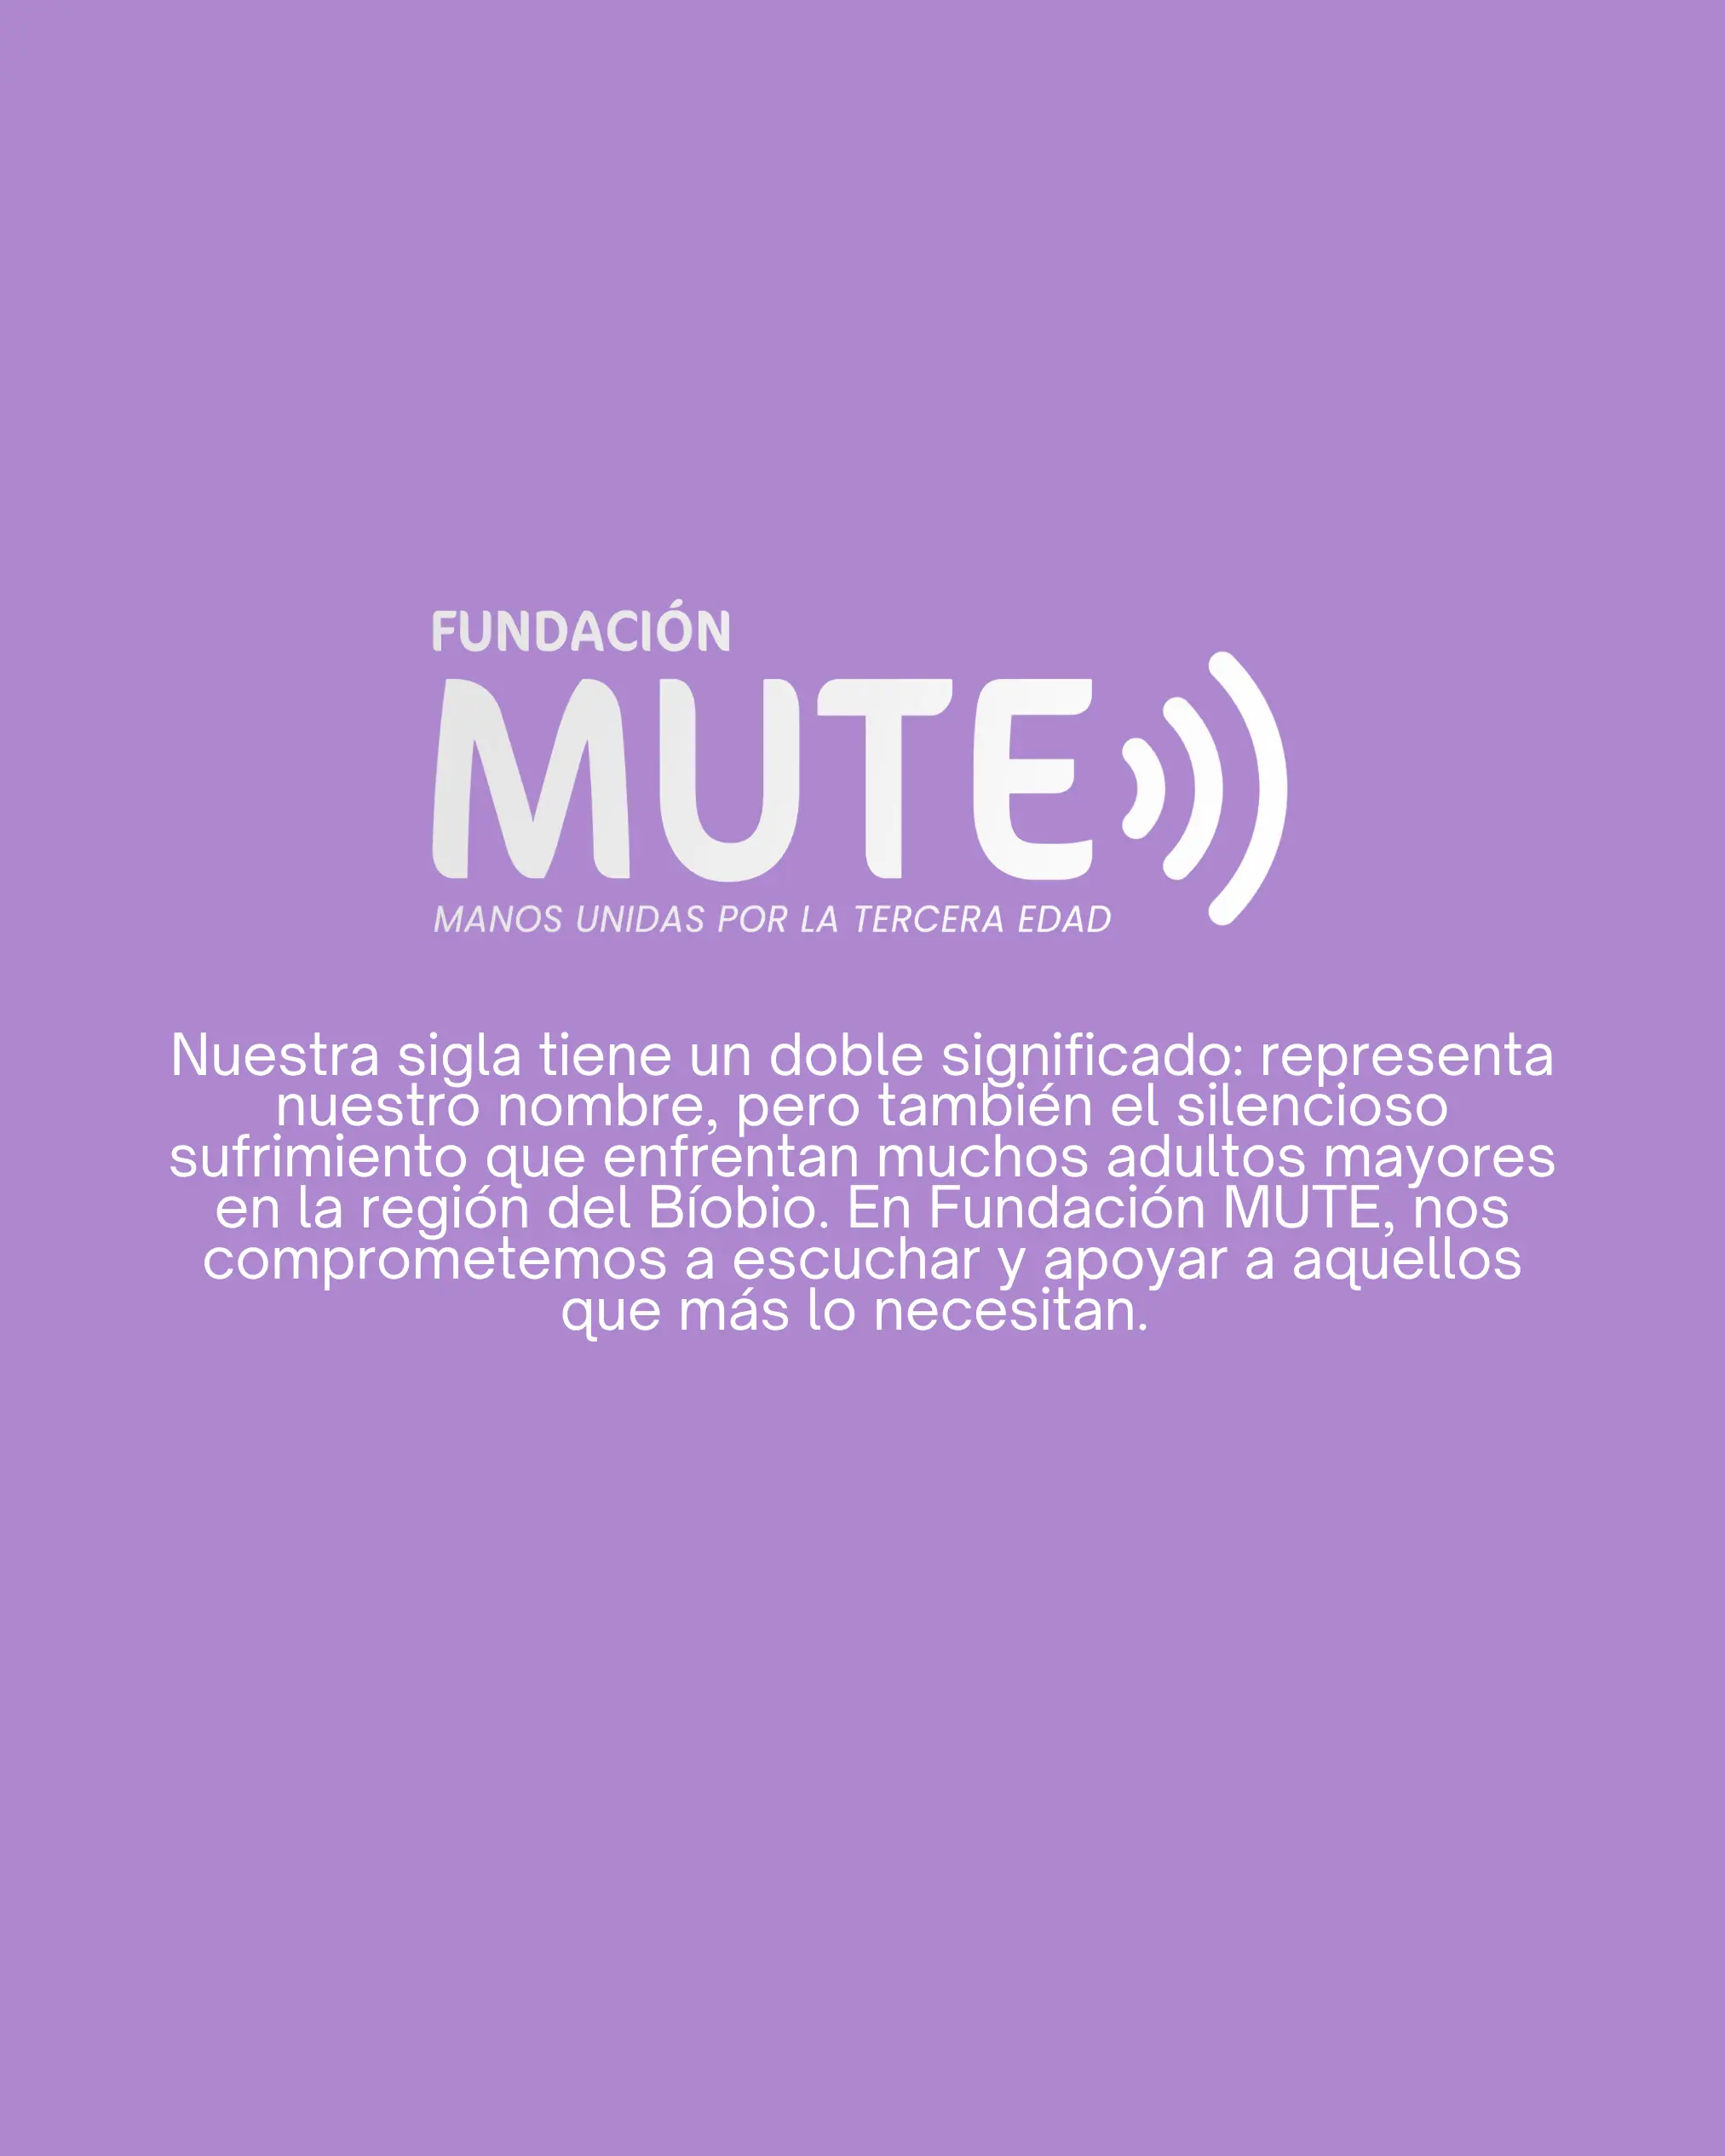 FUNDACIÓN
MUTE
MANOS UNIDAS POR LA TERCERA EDAD
Nuestra sigla tiene un doble significado: representa
nuestro nombre, pero también el silencioso
sufrimiento que enfrentan muchos adultos mayores
en la región del Bíobio. En Fundación MUTE, nos
comprometemos a escuchar y apoyar a aquellos
que más lo necesitan.